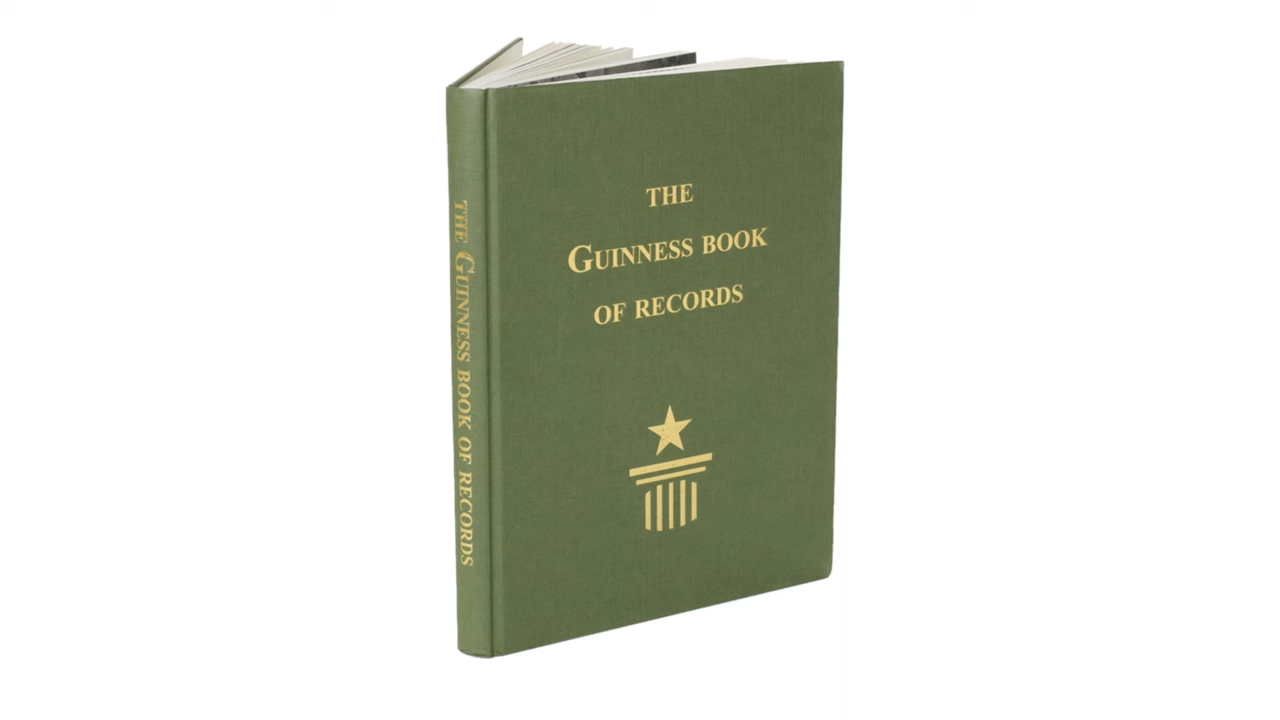 THE GUINNESS BOOK OF RECORDS
THE
GUINNESS BOOK
OF RECORDS